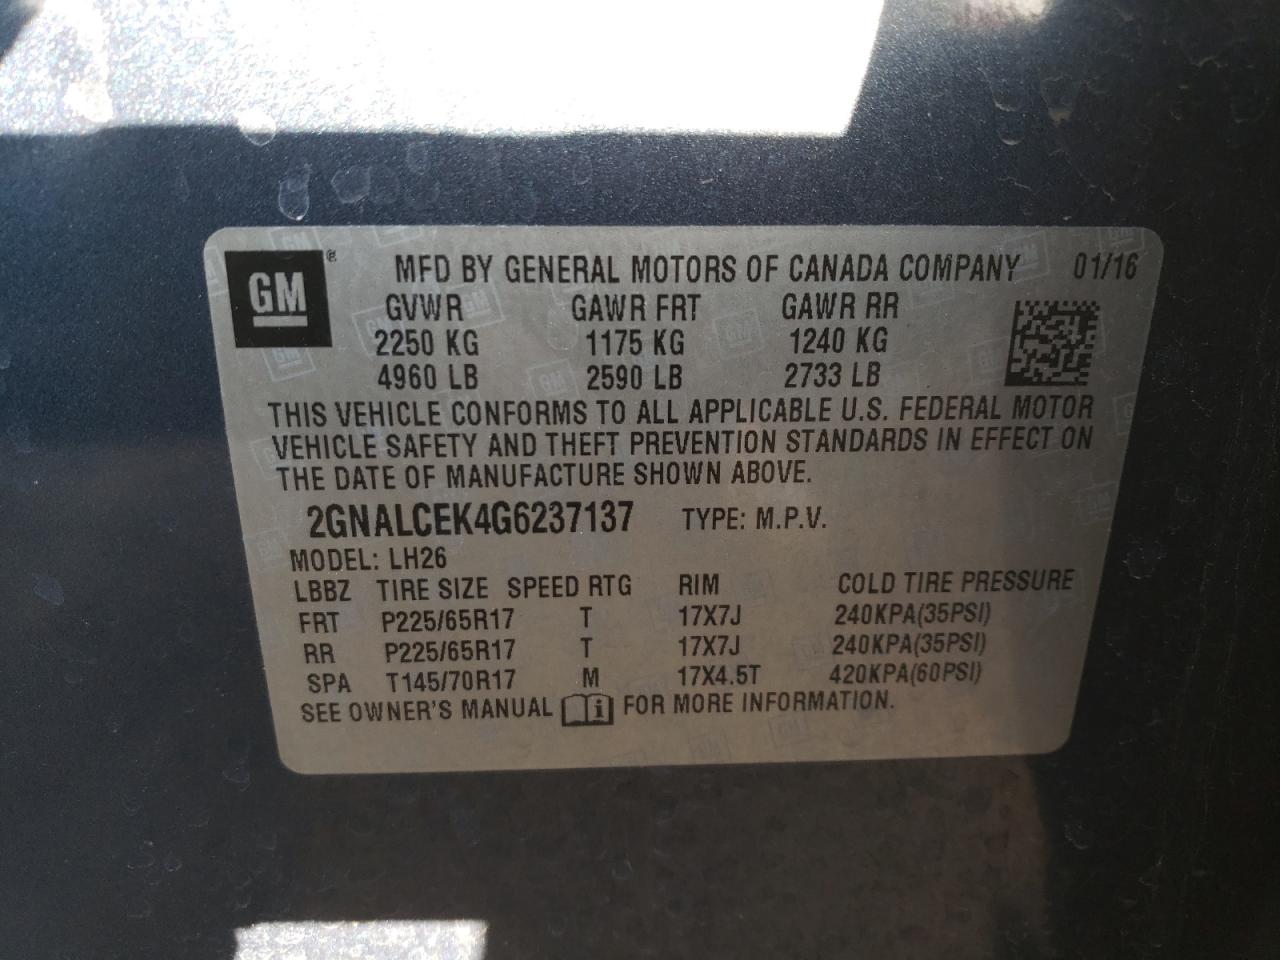 GM ® MFD BY GENERAL MOTORS OF CANADA COMPANY 01/16
GVWR GAWR FRT GAWR RR
2250 KG 1175 KG 1240 KG
4960 LB 2590 LB 2733 LB
THIS VEHICLE CONFORMS TO ALL APPLICABLE U.S. FEDERAL MOTOR
VEHICLE SAFETY AND THEFT PREVENTION STANDARDS IN EFFECT ON
THE DATE OF MANUFACTURE SHOWN ABOVE.
2GNALCEK4G6237137 TYPE: M.P.V.
MODEL: LH26
LBBZ TIRE SIZE SPEED RTG RIM COLD TIRE PRESSURE
FRT P225/65R17 T 17X7J 240KPA(35PSI)
RR P225/65R17 T 17X7J 240KPA(35PSI)
SPA T145/70R17 M 17X4.5T 420KPA(60PSI)
SEE OWNER'S MANUAL i FOR MORE INFORMATION.